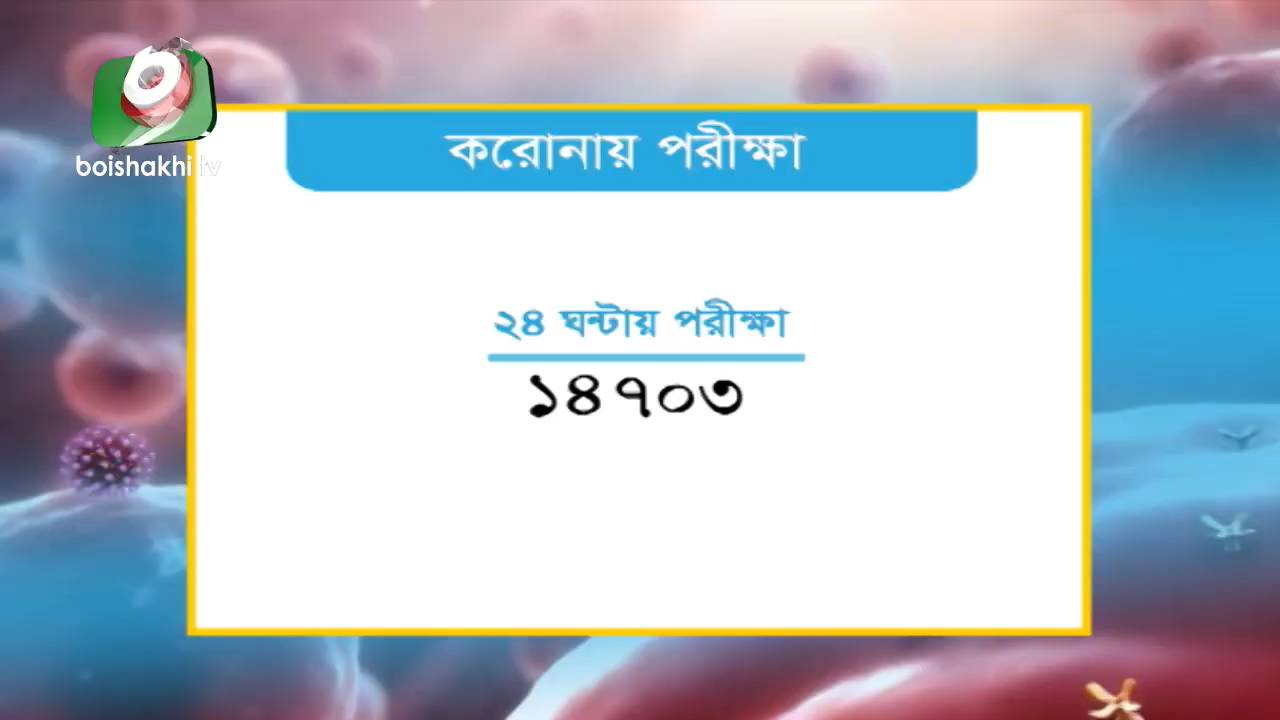 boishakhi tv
করোনায় পরীক্ষা
২৪ ঘন্টায় পরীক্ষা
১৪৭০৩